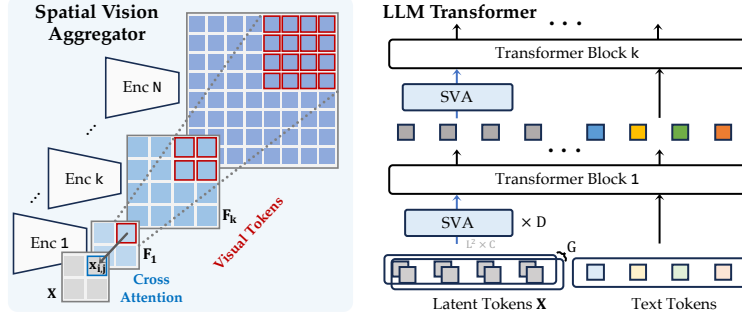 Spatial Vision
Aggregator
Enc N
...
Enc k
...
Enc 1
F_k
F_1
x_{i,j}
X
Cross
Attention
Visual Tokens
LLM Transformer
...
Transformer Block k
SVA
...
Transformer Block 1
SVA
× D
L² × C
G
Latent Tokens X
Text Tokens